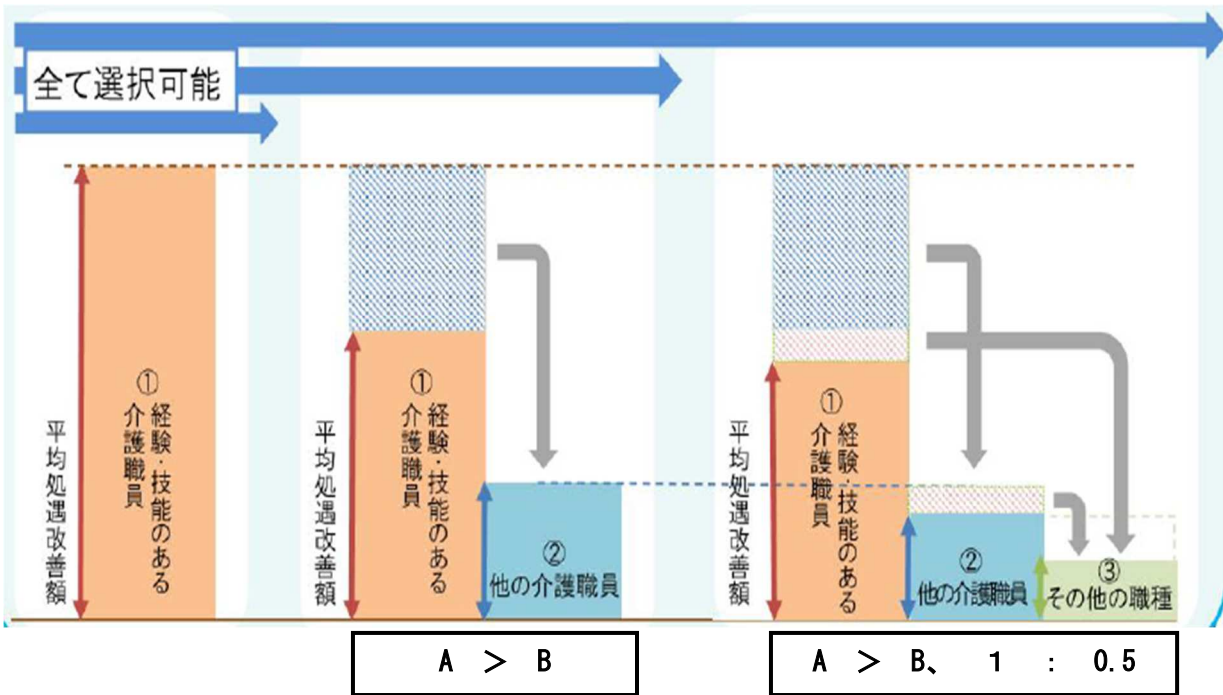 全て選択可能
平均処遇改善額
① 経験・技能のある
介護職員
平均処遇改善額
① 経験・技能のある
介護職員
②
他の介護職員
平均処遇改善額
① 経験・技能のある
介護職員
②
他の介護職員
③
その他の職種
A > B
A > B、 1 : 0.5